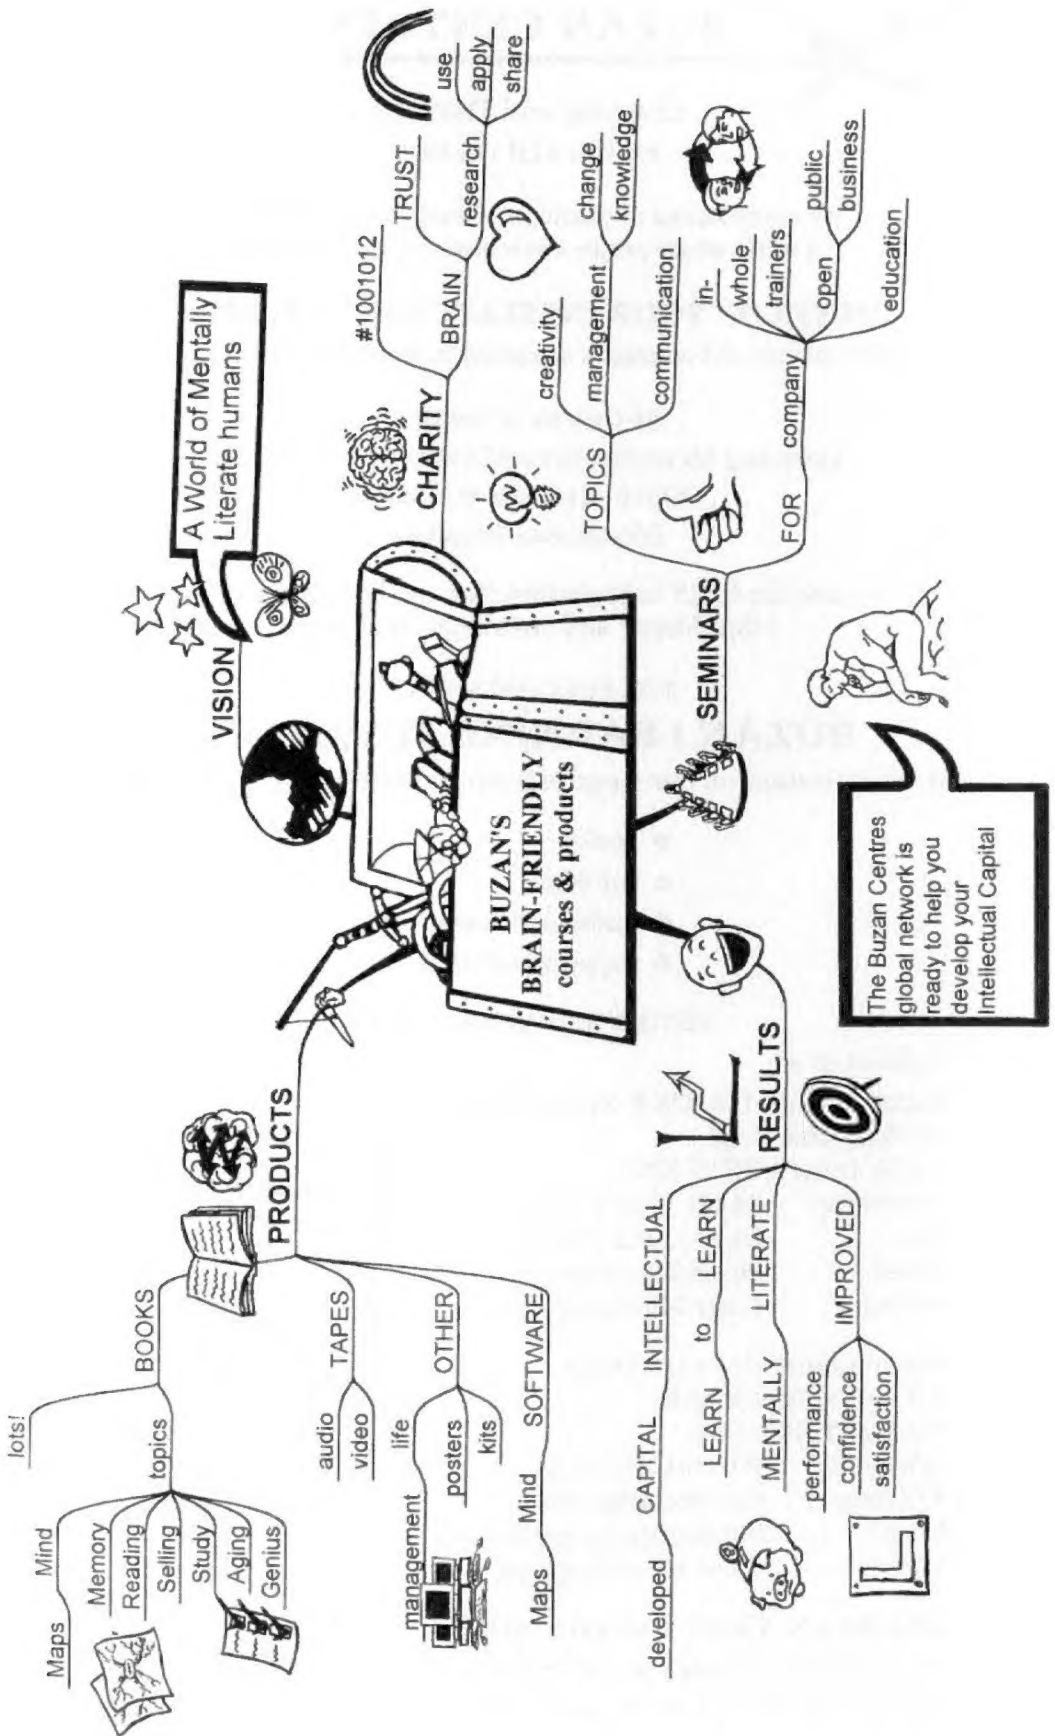 BUZAN'S
BRAIN-FRIENDLY
courses & products
VISION
A World of Mentally
Literate humans
CHARITY
#1001012
BRAIN
TRUST
research
use
apply
share
SEMINARS
TOPICS
creativity
management
change
knowledge
communication
FOR
company
in-
whole
trainers
open
public
business
education
The Buzan Centres
global network is
ready to help you
develop your
Intellectual Capital
RESULTS
developed
CAPITAL
INTELLECTUAL
LEARN
to
LEARN
MENTALLY
LITERATE
IMPROVED
performance
confidence
satisfaction
PRODUCTS
BOOKS
lots!
topics
Maps
Mind
Memory
Reading
Selling
Study
Aging
Genius
TAPES
audio
video
OTHER
management
life
posters
kits
Maps
Mind
SOFTWARE